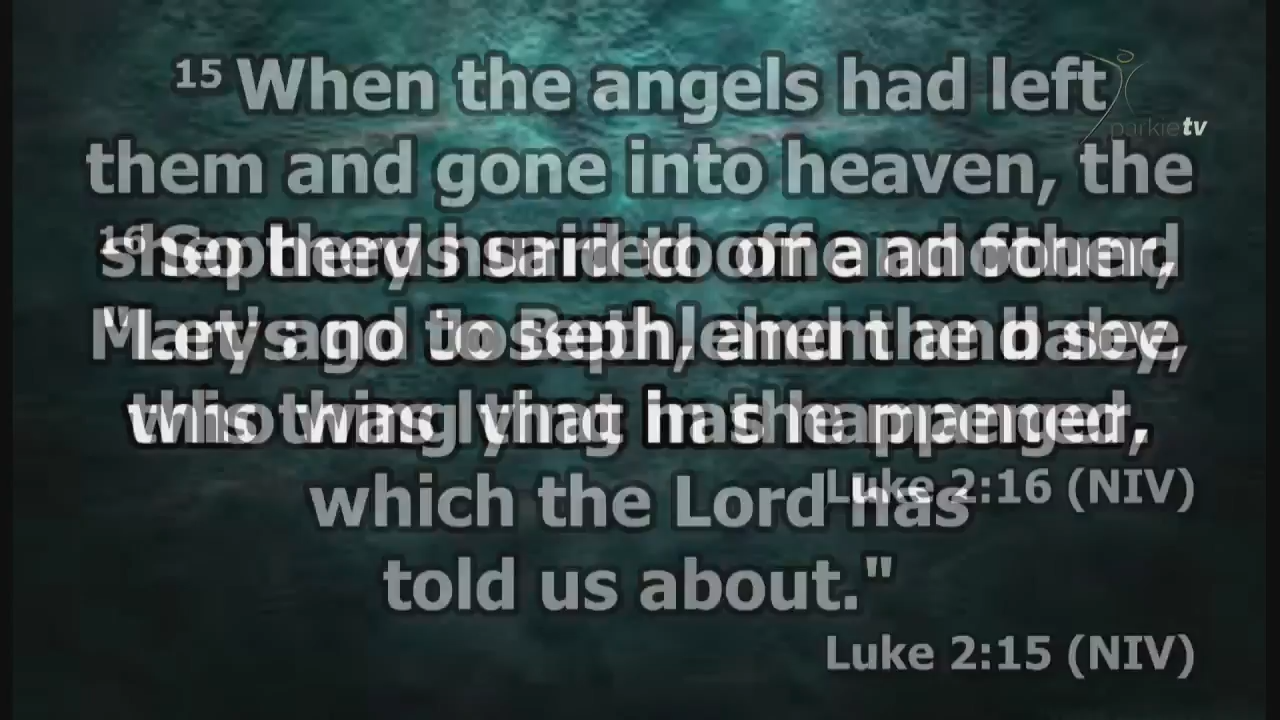 15 When the angels had left
them and gone into heaven, the
shepherds said to one another,
"Let's go to Bethlehem and see
this thing that has happened,
which the Lord has
told us about."
Luke 2:15 (NIV)
16 So they hurried off and found
Mary and Joseph, and the baby,
who was lying in the manger.
Luke 2:16 (NIV)
parkietv